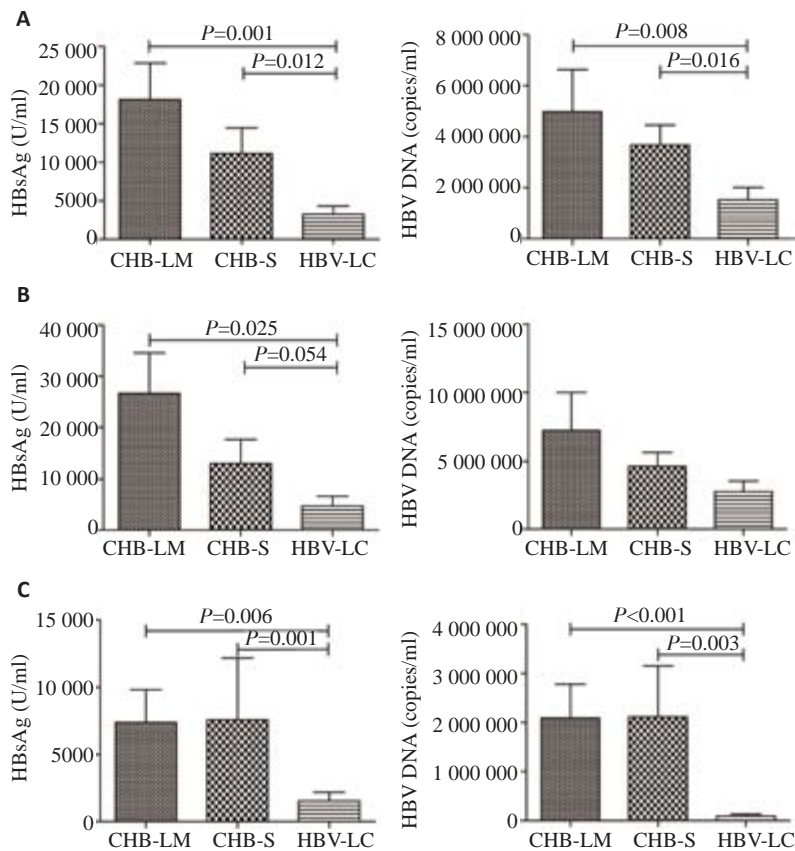 A
HBsAg (U/ml)
25 000
20 000
15 000
10 000
5000
0
P=0.001
P=0.012
CHB-LM CHB-S HBV-LC
HBV DNA (copies/ml)
8 000 000
6 000 000
4 000 000
2 000 000
0
P=0.008
P=0.016
CHB-LM CHB-S HBV-LC
B
HBsAg (U/ml)
40 000
30 000
20 000
10 000
0
P=0.025
P=0.054
CHB-LM CHB-S HBV-LC
HBV DNA (copies/ml)
15 000 000
10 000 000
5 000 000
0
CHB-LM CHB-S HBV-LC
C
HBsAg (U/ml)
15 000
10 000
5000
0
P=0.006
P=0.001
CHB-LM CHB-S HBV-LC
HBV DNA (copies/ml)
4 000 000
3 000 000
2 000 000
1 000 000
0
P<0.001
P=0.003
CHB-LM CHB-S HBV-LC